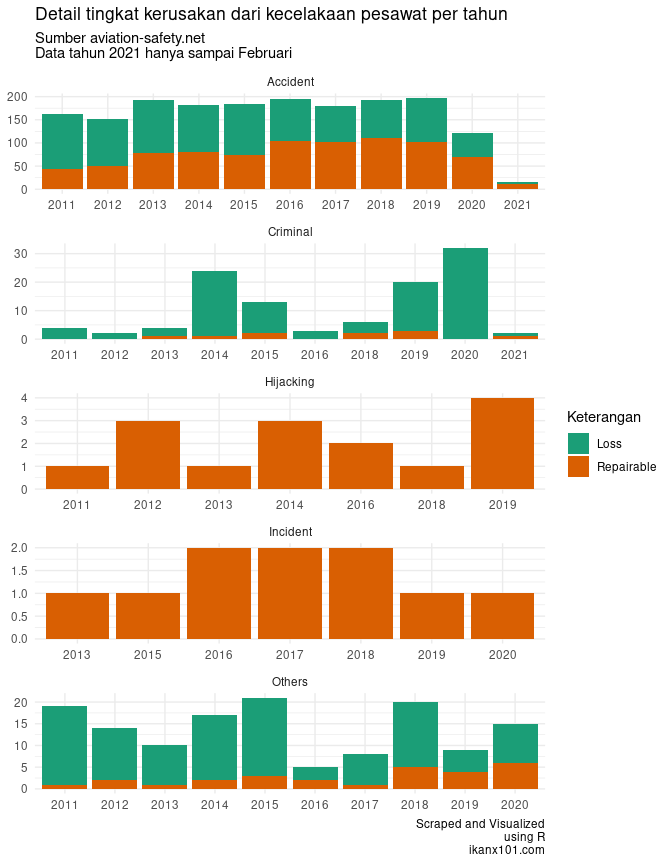 Detail tingkat kerusakan dari kecelakaan pesawat per tahun
Sumber aviation-safety.net
Data tahun 2021 hanya sampai Februari
Accident
200
150
100
50
0
2011 2012 2013 2014 2015 2016 2017 2018 2019 2020 2021
Criminal
30
20
10
0
2011 2012 2013 2014 2015 2016 2018 2019 2020 2021
Hijacking
4
3
2
1
0
2011 2012 2013 2014 2016 2018 2019
Keterangan
Loss
Repairable
Incident
2.0
1.5
1.0
0.5
0.0
2013 2015 2016 2017 2018 2019 2020
Others
20
15
10
5
0
2011 2012 2013 2014 2015 2016 2017 2018 2019 2020
Scraped and Visualized
using R
ikanx101.com